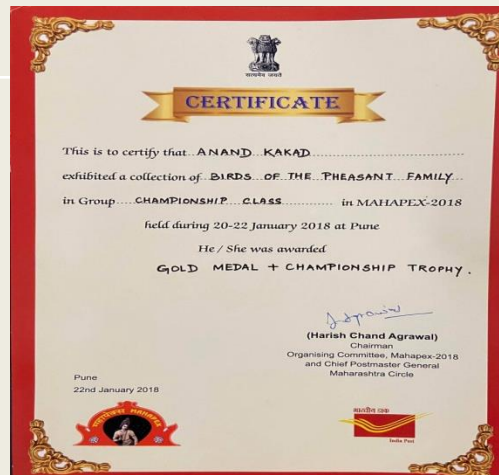 सत्यमेव जयते
CERTIFICATE
This is to certify that ANAND KAKAD
exhibited a collection of BIRDS OF THE PHEASANT FAMILY
in Group CHAMPIONSHIP CLASS in MAHAPEX-2018
held during 20-22 January 2018 at Pune
He / She was awarded
GOLD MEDAL + CHAMPIONSHIP TROPHY.
(Harish Chand Agrawal)
Chairman
Organising Committee, Mahapex-2018
and Chief Postmaster General
Maharashtra Circle
Pune
22nd January 2018
MAHAPEX
भारतीय डाक
India Post